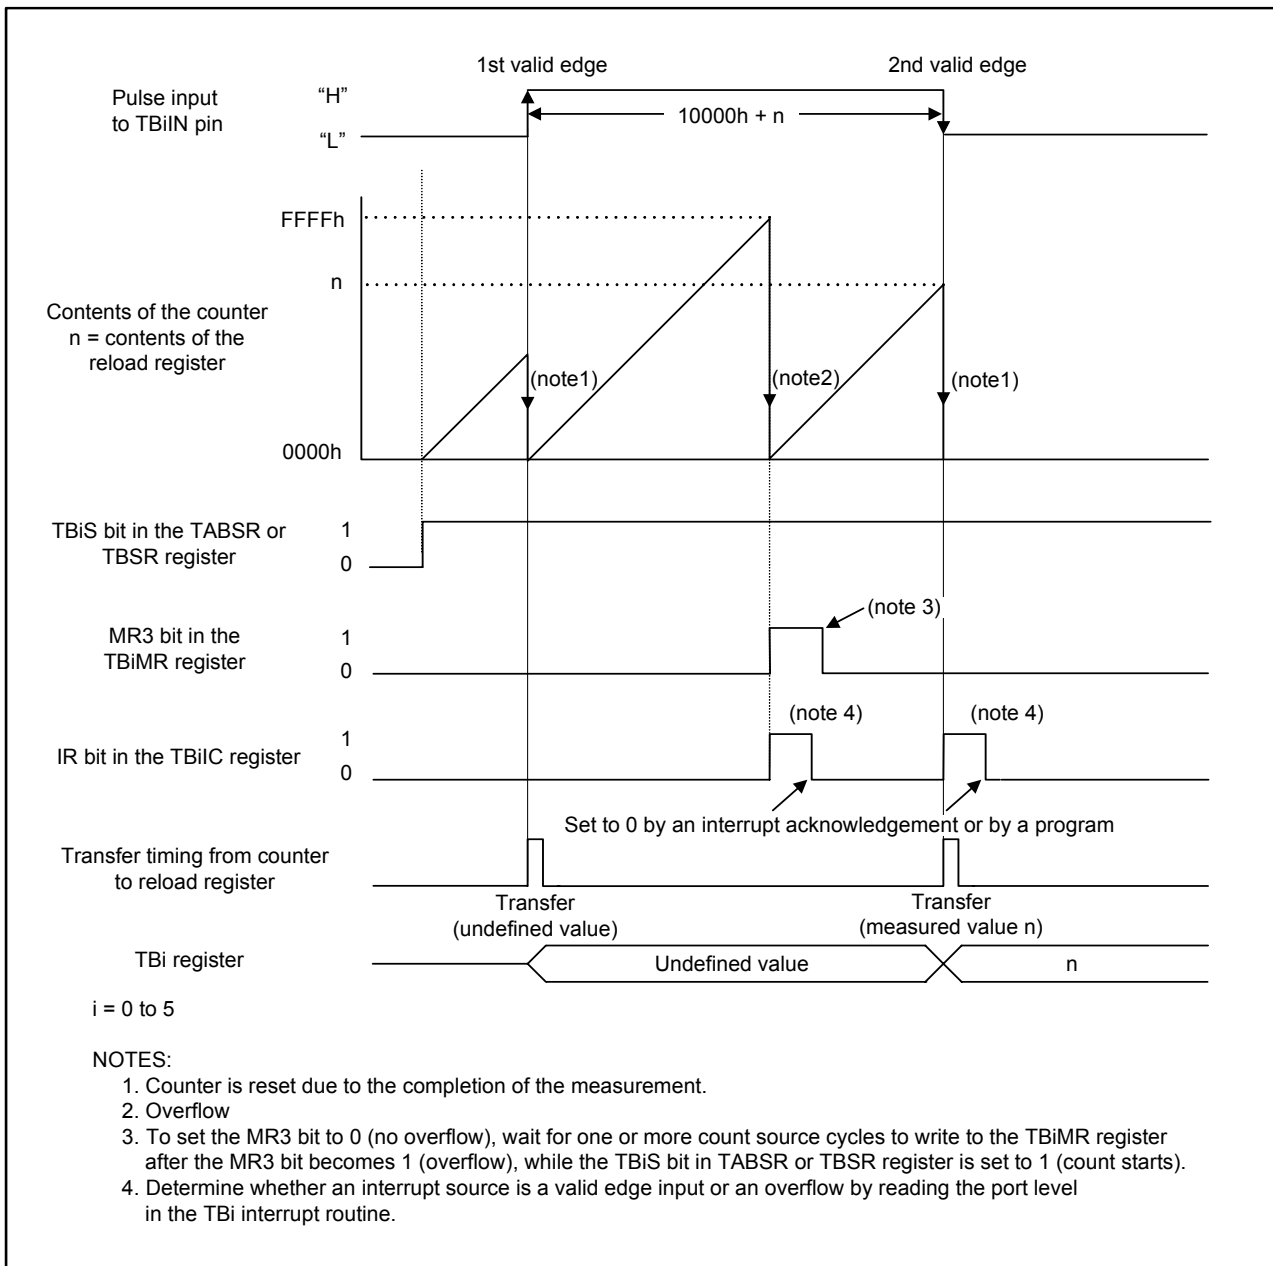 1st valid edge
2nd valid edge
Pulse input
to TBiIN pin
“H”
“L”
10000h + n
FFFFh
n
Contents of the counter
n = contents of the
reload register
(note1)
(note2)
(note1)
0000h
TBiS bit in the TABSR or
TBSR register
1
0
(note 3)
MR3 bit in the
TBiMR register
1
0
(note 4)
(note 4)
IR bit in the TBiIC register
1
0
Set to 0 by an interrupt acknowledgement or by a program
Transfer timing from counter
to reload register
Transfer
(undefined value)
Transfer
(measured value n)
TBi register
Undefined value
n
i = 0 to 5
NOTES:
1. Counter is reset due to the completion of the measurement.
2. Overflow
3. To set the MR3 bit to 0 (no overflow), wait for one or more count source cycles to write to the TBiMR register
after the MR3 bit becomes 1 (overflow), while the TBiS bit in TABSR or TBSR register is set to 1 (count starts).
4. Determine whether an interrupt source is a valid edge input or an overflow by reading the port level
in the TBi interrupt routine.